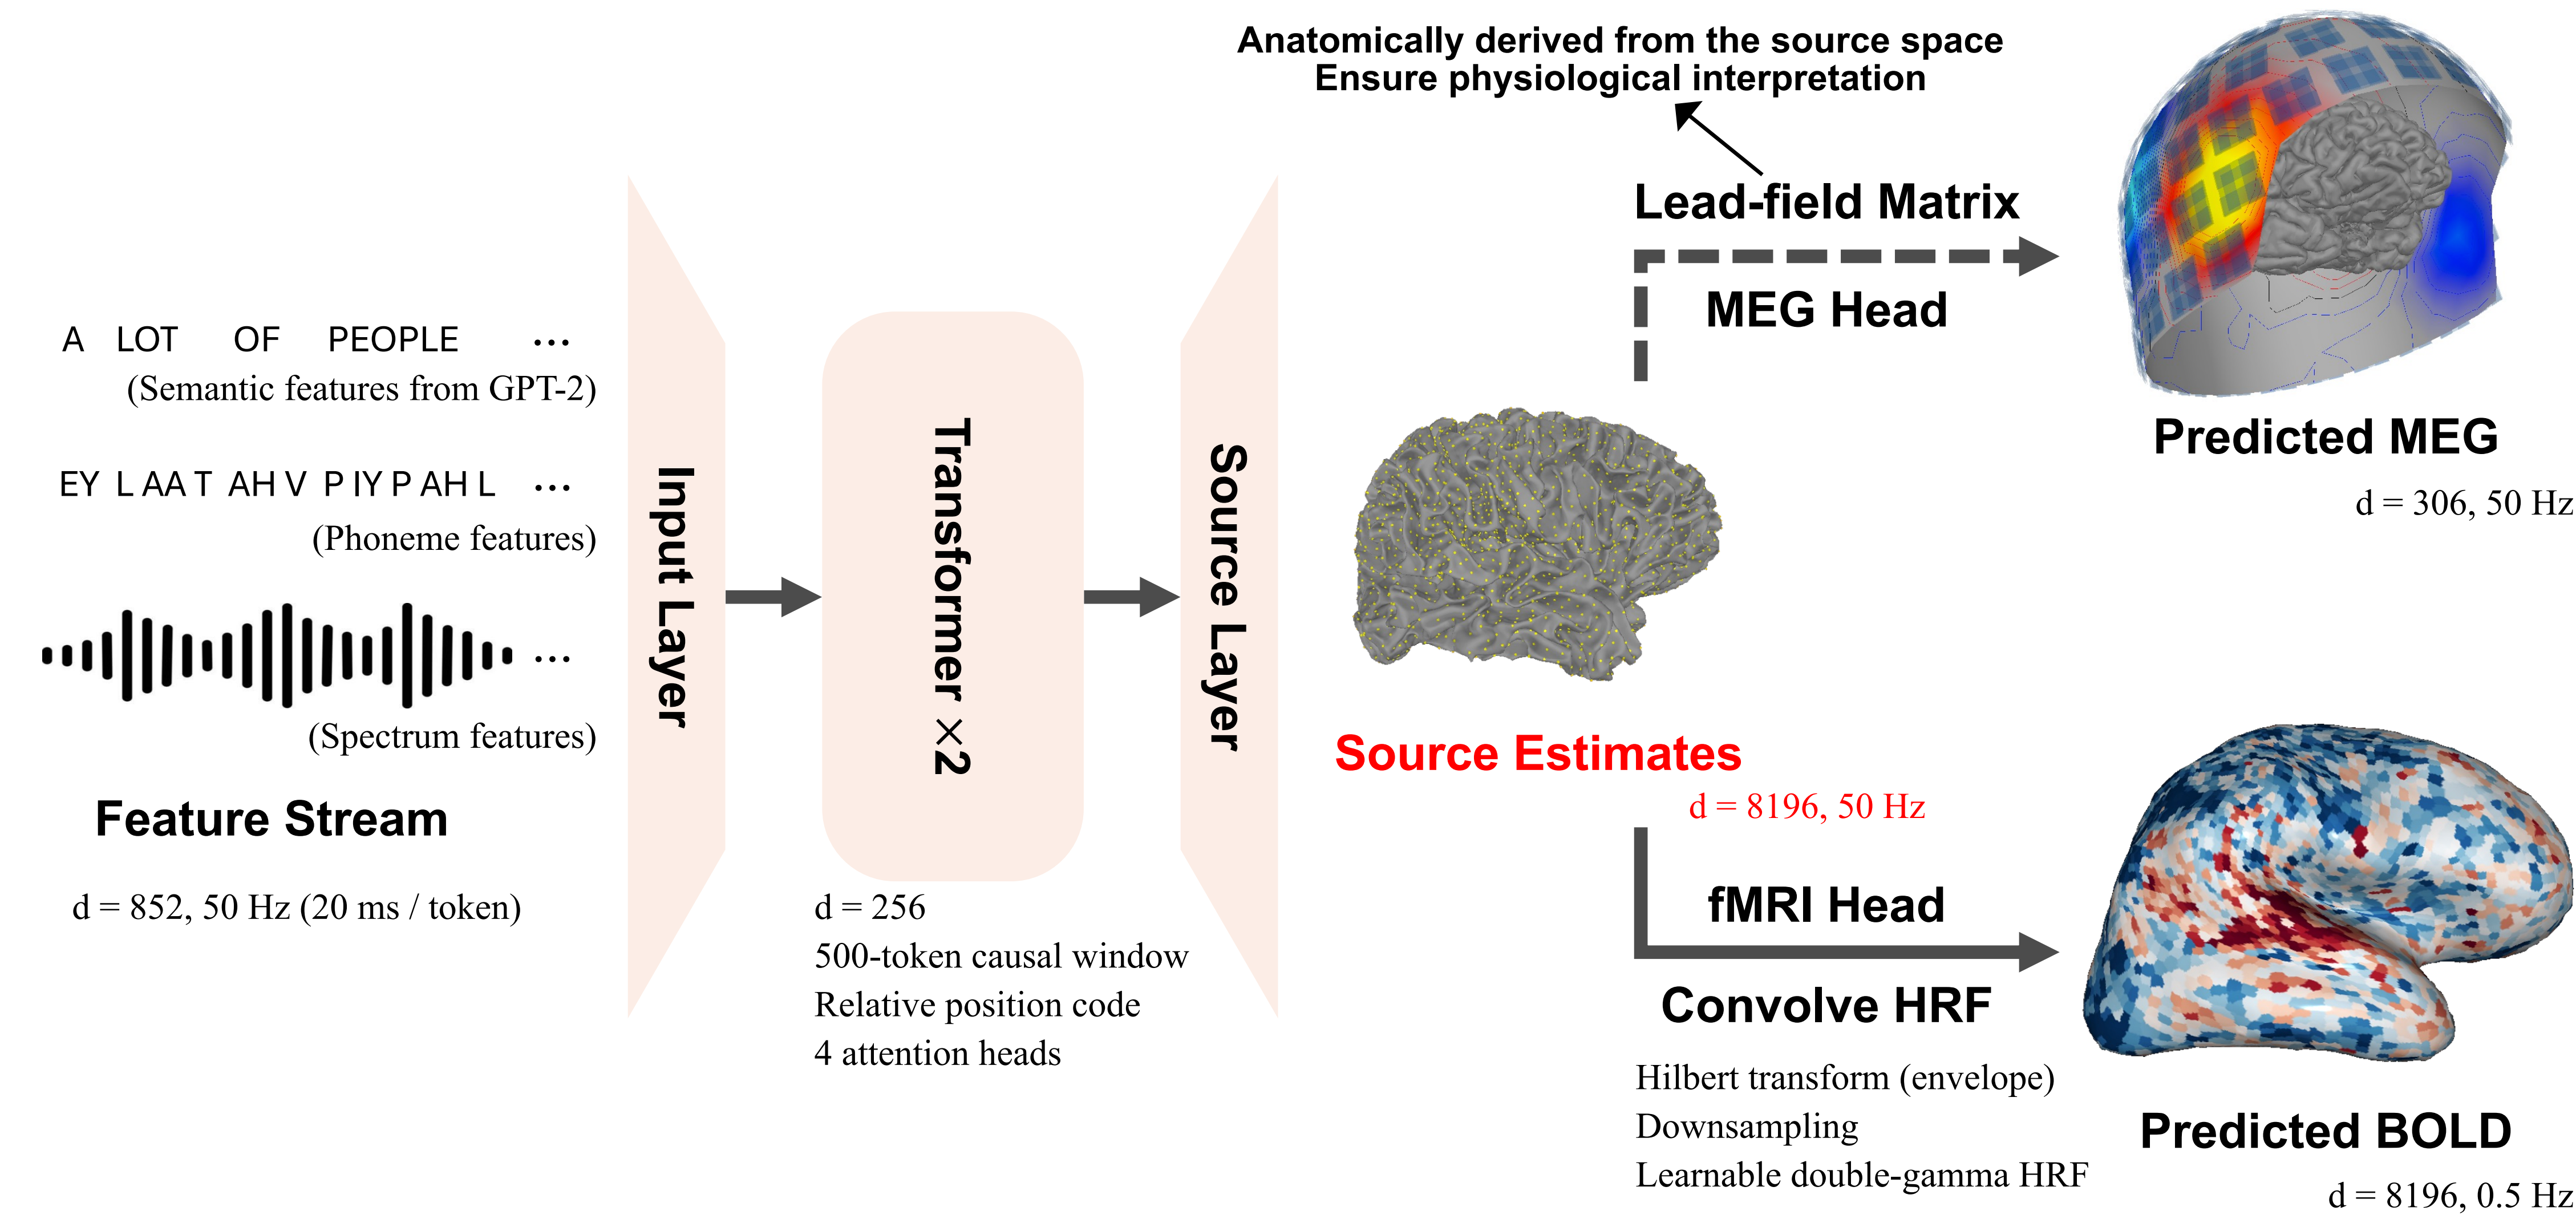 A LOT OF PEOPLE ...
(Semantic features from GPT-2)
EY L AA T AH V P IY P AH L ...
(Phoneme features)
...
(Spectrum features)
Feature Stream
d = 852, 50 Hz (20 ms / token)
Input Layer
Transformer ×2
d = 256
500-token causal window
Relative position code
4 attention heads
Source Layer
Source Estimates
d = 8196, 50 Hz
Anatomically derived from the source space
Ensure physiological interpretation
Lead-field Matrix
MEG Head
Predicted MEG
d = 306, 50 Hz
fMRI Head
Convolve HRF
Hilbert transform (envelope)
Downsampling
Learnable double-gamma HRF
Predicted BOLD
d = 8196, 0.5 Hz